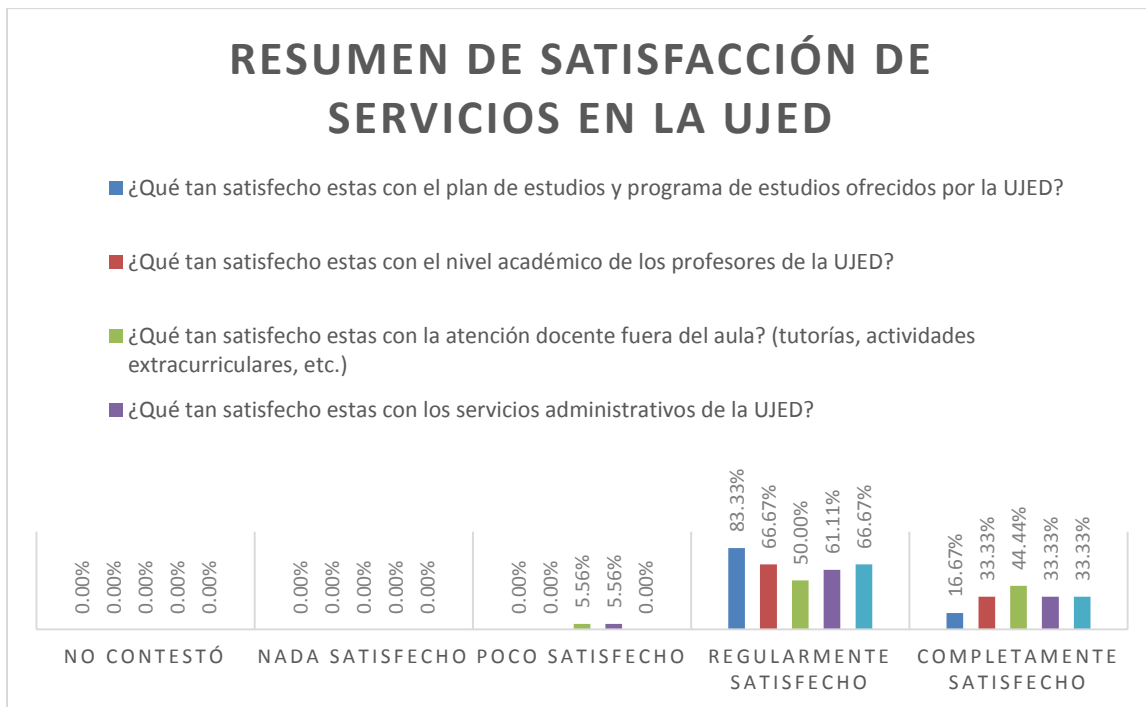 RESUMEN DE SATISFACCIÓN DE
SERVICIOS EN LA UJED
¿Qué tan satisfecho estas con el plan de estudios y programa de estudios ofrecidos por la UJED?
¿Qué tan satisfecho estas con el nivel académico de los profesores de la UJED?
¿Qué tan satisfecho estas con la atención docente fuera del aula? (tutorías, actividades
extracurriculares, etc.)
¿Qué tan satisfecho estas con los servicios administrativos de la UJED?
0.00%
0.00%
0.00%
0.00%
0.00%
0.00%
0.00%
0.00%
0.00%
0.00%
0.00%
0.00%
5.56%
5.56%
0.00%
83.33%
66.67%
50.00%
61.11%
66.67%
16.67%
33.33%
44.44%
33.33%
33.33%
NO CONTESTÓ
NADA SATISFECHO
POCO SATISFECHO
REGULARMENTE
SATISFECHO
COMPLETAMENTE
SATISFECHO